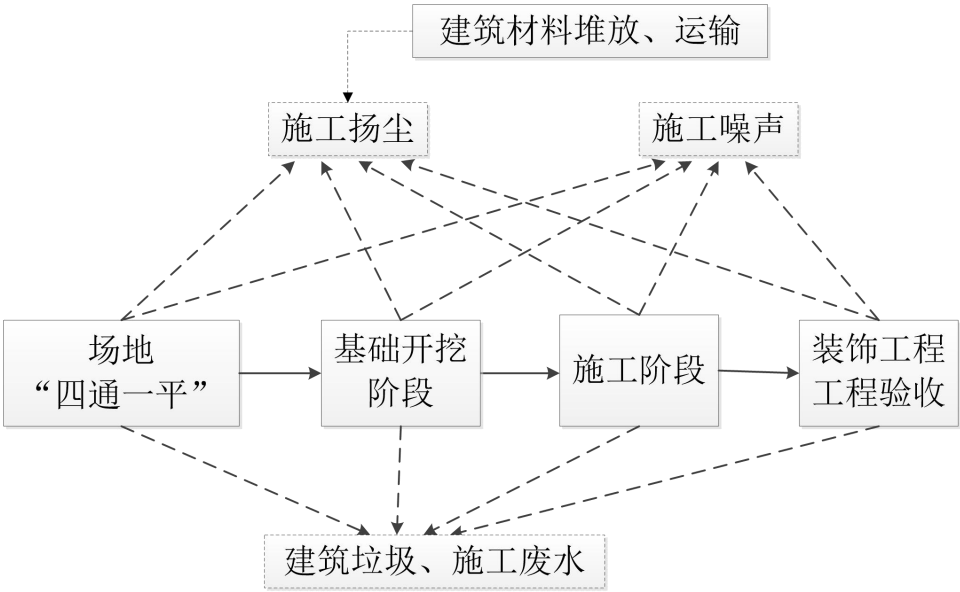 建筑材料堆放、运输
施工扬尘
施工噪声
场地
“四通一平”
基础开挖
阶段
施工阶段
装饰工程
工程验收
建筑垃圾、施工废水